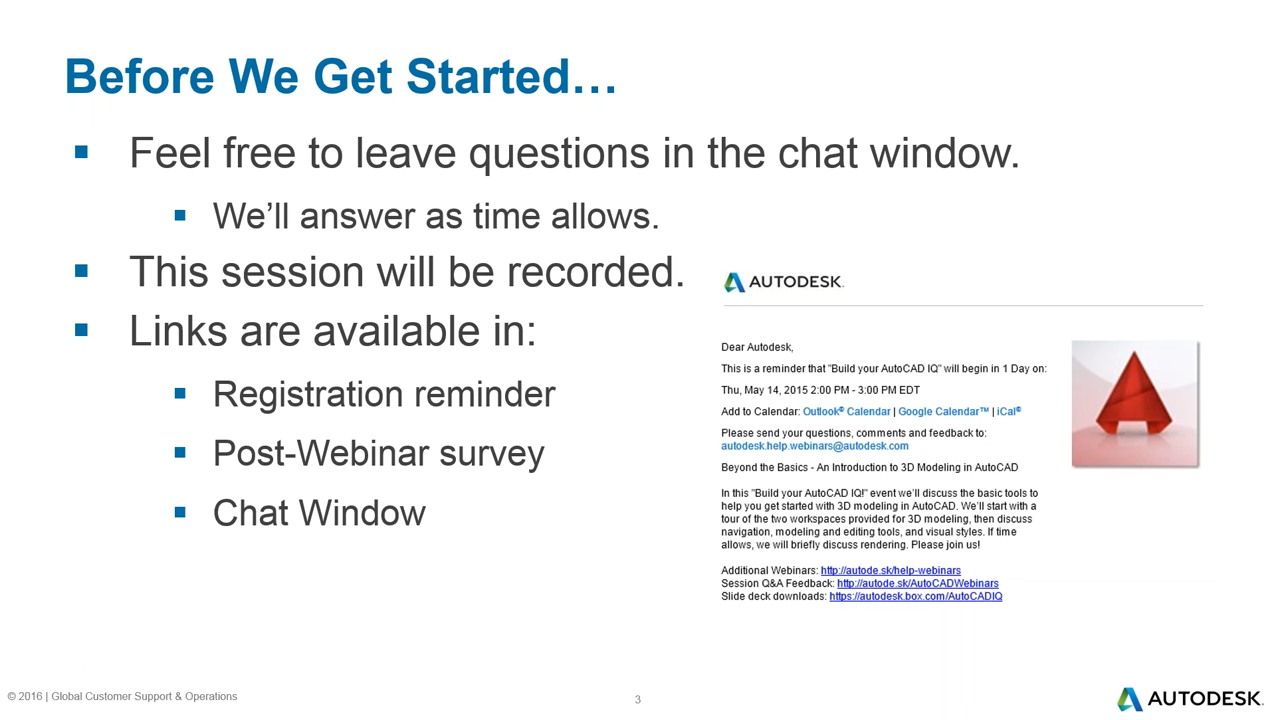 Before We Get Started…
Feel free to leave questions in the chat window.
We’ll answer as time allows.
This session will be recorded.
Links are available in:
Registration reminder
Post-Webinar survey
Chat Window
AUTODESK.
Dear Autodesk,
This is a reminder that "Build your AutoCAD IQ" will begin in 1 Day on:
Thu, May 14, 2015 2:00 PM - 3:00 PM EDT
Add to Calendar: Outlook® Calendar | Google Calendar™ | iCal®
Please send your questions, comments and feedback to:
autodesk.help.webinars@autodesk.com
Beyond the Basics - An Introduction to 3D Modeling in AutoCAD
In this "Build your AutoCAD IQ!" event we’ll discuss the basic tools to
help you get started with 3D modeling in AutoCAD. We’ll start with a
tour of the two workspaces provided for 3D modeling, then discuss
navigation, modeling and editing tools, and visual styles. If time
allows, we will briefly discuss rendering. Please join us!
Additional Webinars: http://autode.sk/help-webinars
Session Q&A Feedback: http://autode.sk/AutoCADWebinars
Slide deck downloads: https://autodesk.box.com/AutoCADIQ
© 2016 | Global Customer Support & Operations
3
AUTODESK.